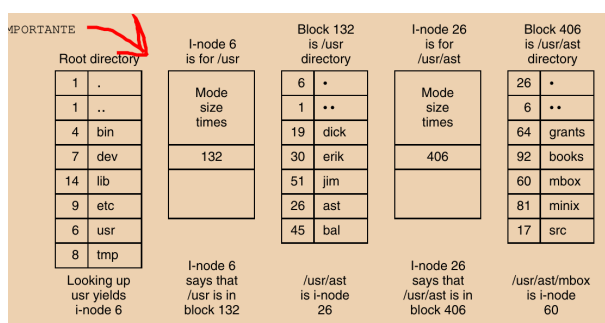 MPORTANTE
Root directory
1 .
1 ..
4 bin
7 dev
14 lib
9 etc
6 usr
8 tmp
Looking up
usr yields
i-node 6
I-node 6
is for /usr
Mode
size
times
132
I-node 6
says that
/usr is in
block 132
Block 132
is /usr
directory
6 •
1 ••
19 dick
30 erik
51 jim
26 ast
45 bal
/usr/ast
is i-node
26
I-node 26
is for
/usr/ast
Mode
size
times
406
I-node 26
says that
/usr/ast is in
block 406
Block 406
is /usr/ast
directory
26 •
6 ••
64 grants
92 books
60 mbox
81 minix
17 src
/usr/ast/mbox
is i-node
60